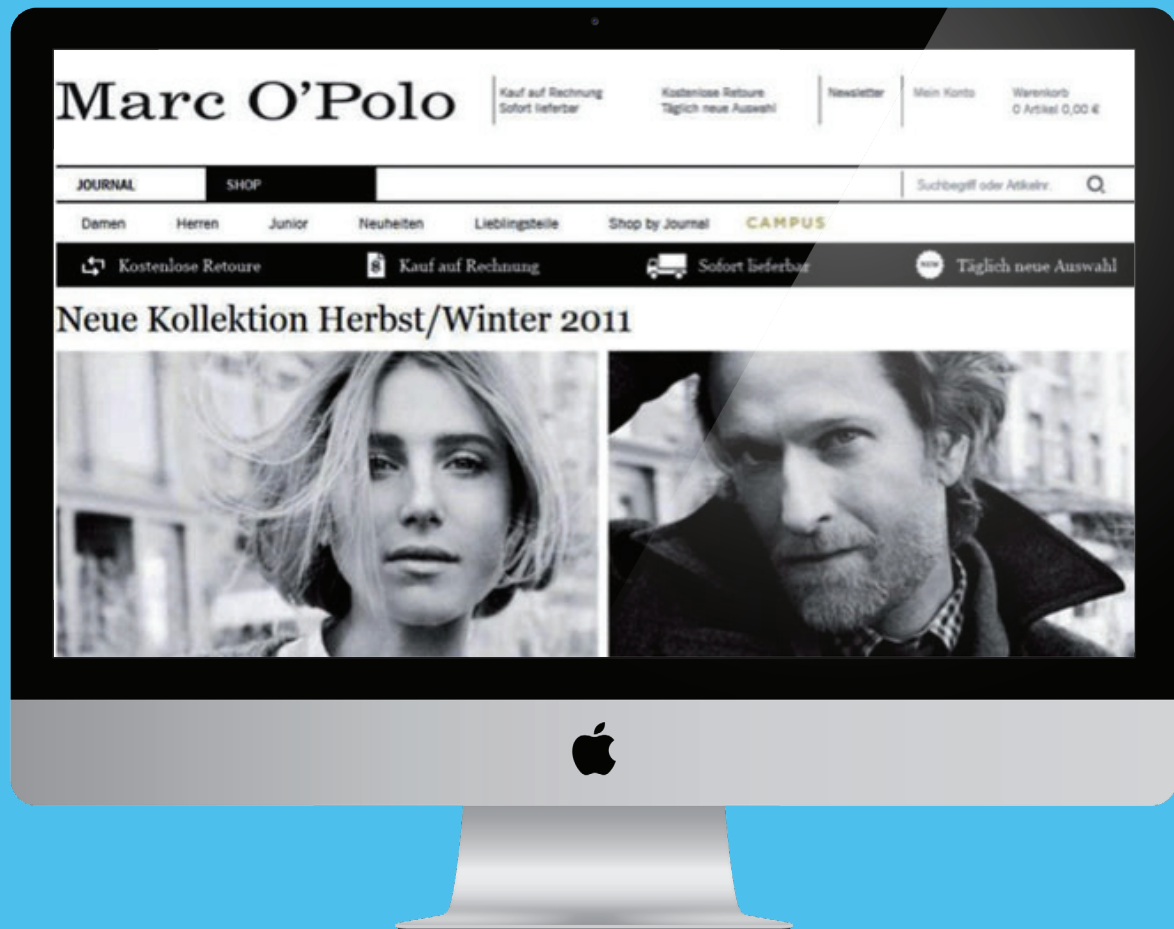 Marc O'Polo
Kauf auf Rechnung
Sofort lieferbar
Kostenlose Retoure
Täglich neue Auswahl
Newsletter
Mein Konto
Warenkorb
0 Artikel 0,00 €
JOURNAL
SHOP
Suchbegriff oder Artikelnr.
Damen
Herren
Junior
Neuheiten
Lieblingsteile
Shop by Journal
CAMPUS
Kostenlose Retoure
8
Kauf auf Rechnung
Sofort lieferbar
NEW
Täglich neue Auswahl
Neue Kollektion Herbst/Winter 2011